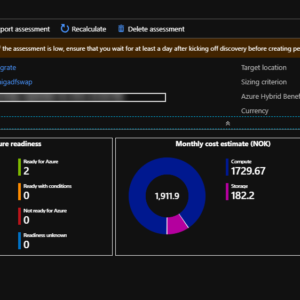 port assessment Recalculate Delete assessment
f the assessment is low, ensure that you wait for at least a day after kicking off discovery before creating pe
grate Target location
aigadfswap Sizing criterion
Azure Hybrid Benef
Currency
ure readiness
Ready for Azure
2
Ready with conditions
0
Not ready for Azure
0
Readiness unknown
0
Monthly cost estimate (NOK)
1,911.9
Compute
1729.67
Storage
182.2